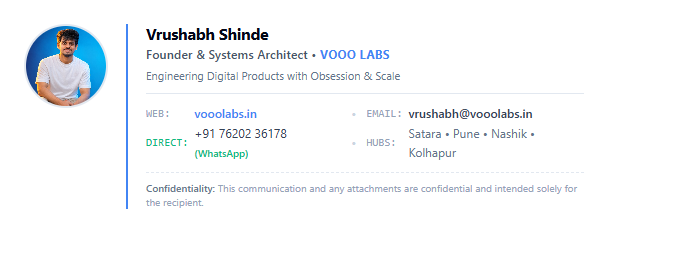 Vrushabh Shinde
Founder & Systems Architect • VOOO LABS
Engineering Digital Products with Obsession & Scale
WEB: vooolabs.in • EMAIL: vrushabh@vooolabs.in
DIRECT: +91 76202 36178 (WhatsApp) • HUBS: Satara • Pune • Nashik •
Kolhapur
Confidentiality: This communication and any attachments are confidential and intended solely for
the recipient.